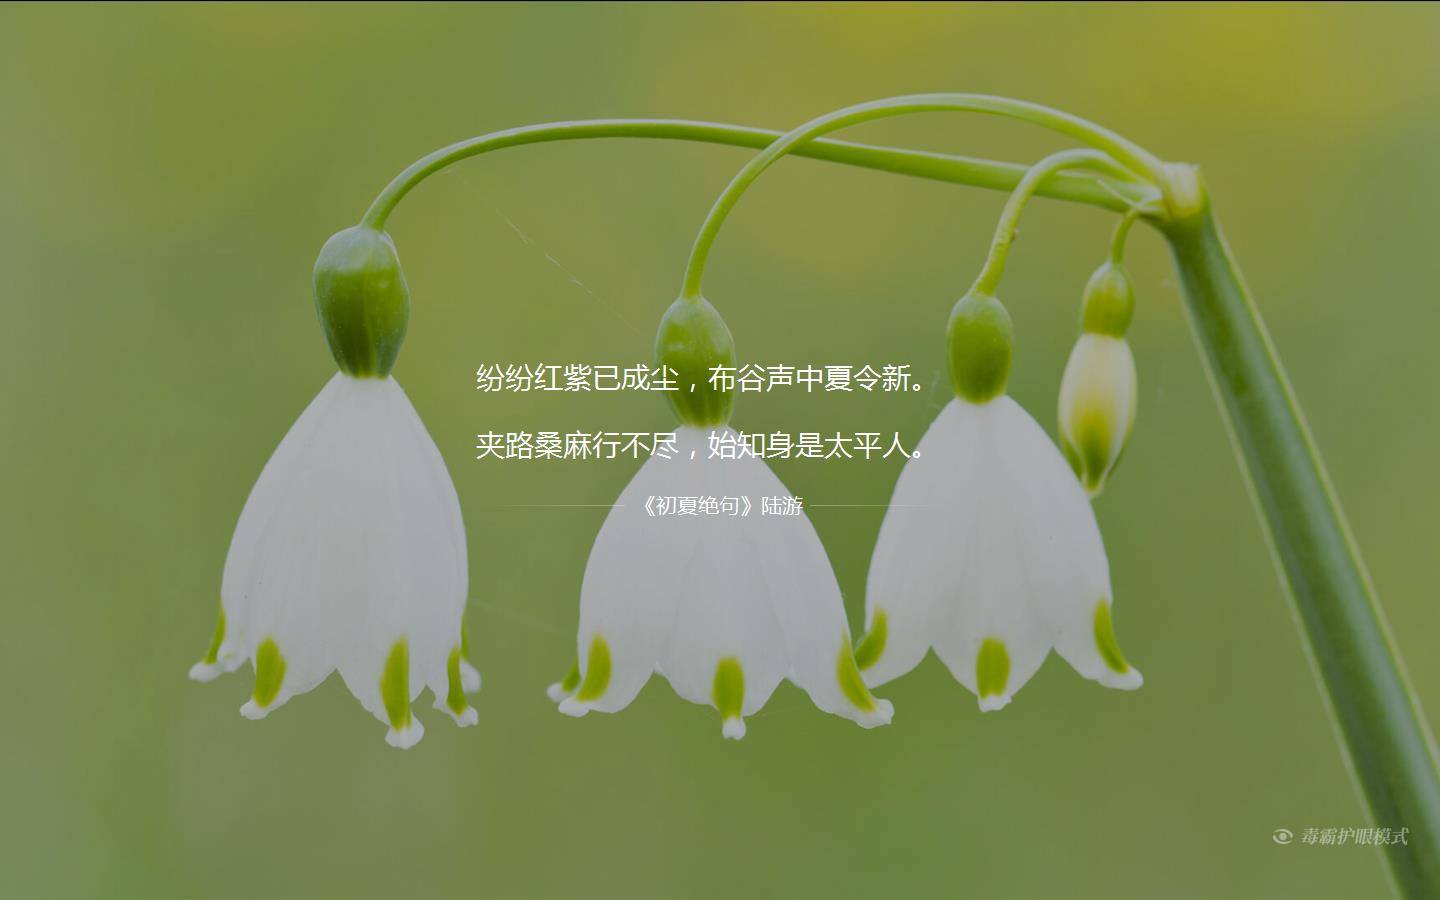 纷纷红紫已成尘，布谷声中夏令新。
夹路桑麻行不尽，始知身是太平人。
《初夏绝句》陆游
毒霸护眼模式